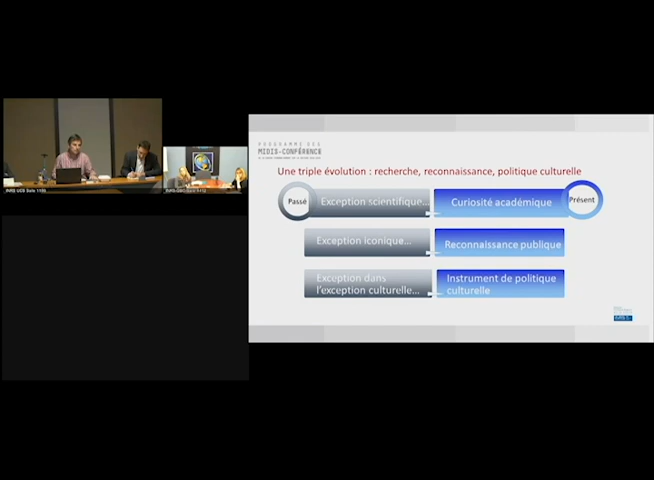 PROGRAMME DES
MIDIS-CONFÉRENCE
Une triple évolution : recherche, reconnaissance, politique culturelle
Passé
Exception scientifique...
Curiosité académique
Présent
Exception iconique...
Reconnaissance publique
Exception dans
l'exception culturelle...
Instrument de politique
culturelle